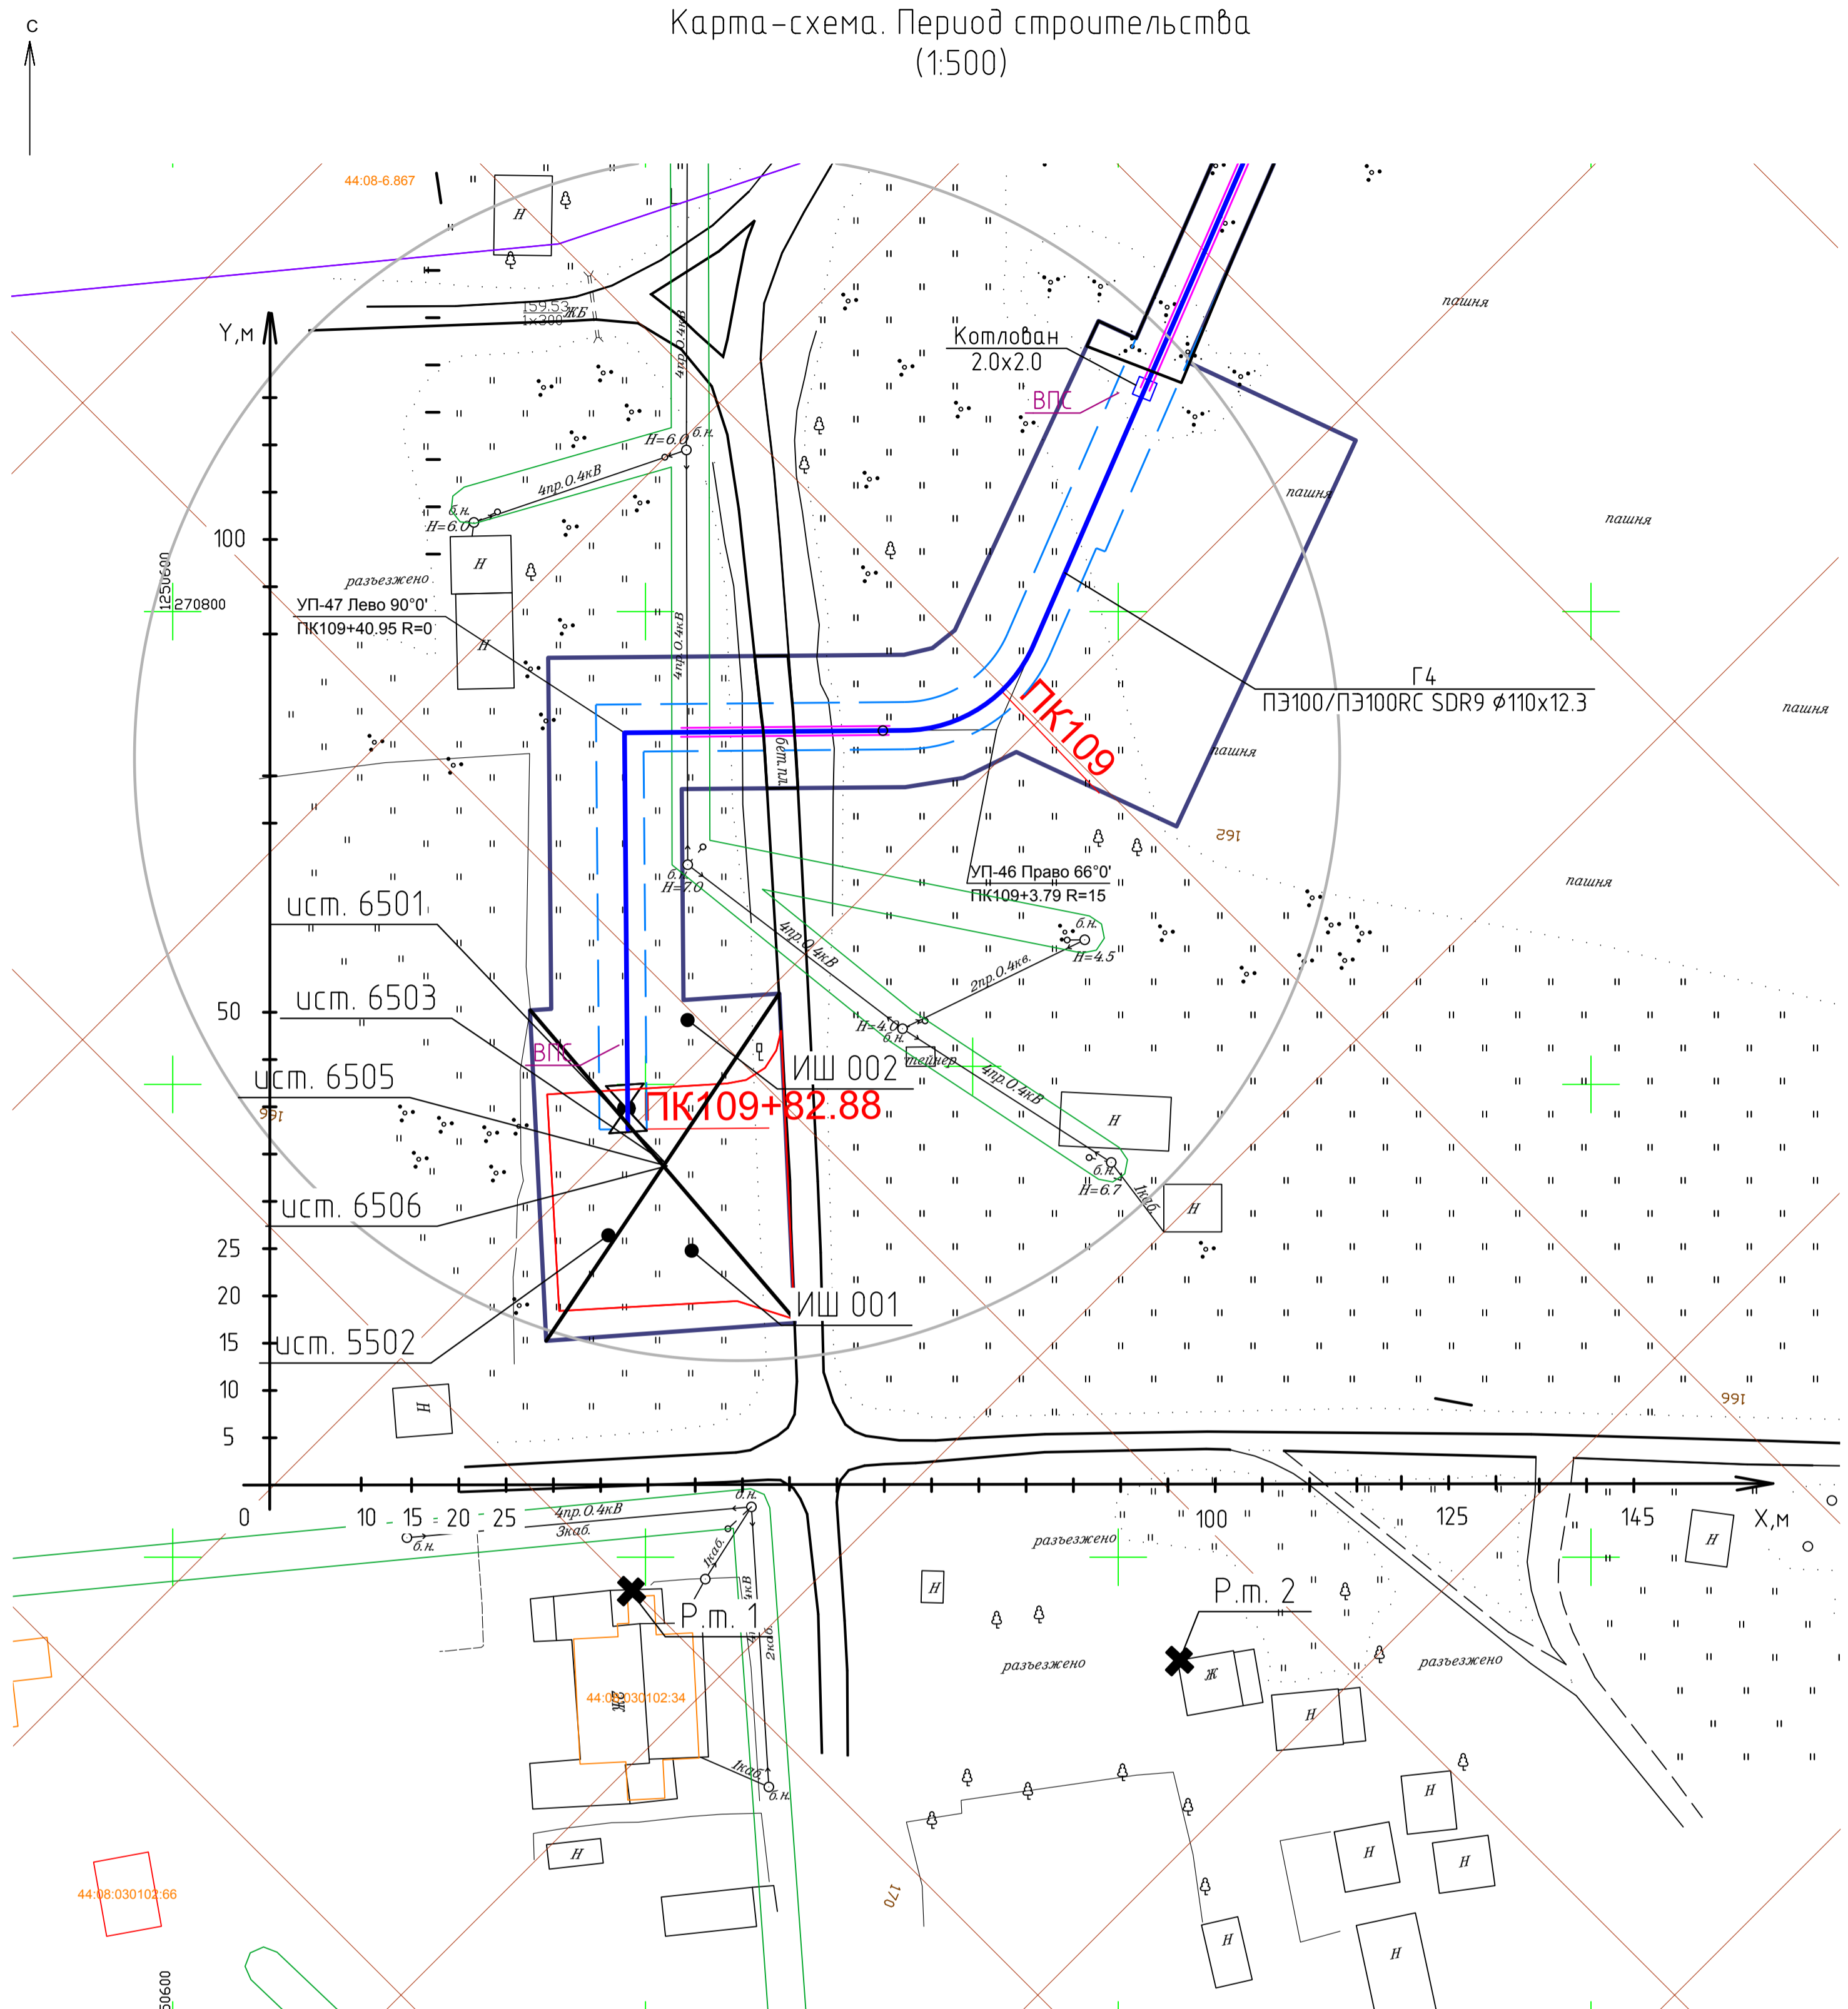 Карта-схема. Период строительства
(1:500)
С
44:08-6.867
Н
159.53
1х300
ЖБ
Y,м
4пр.0.4кВ
пашня
Котлован
2.0х2.0
ВПС
Н=6.0
б.н.
4пр.0.4кВ
б.н.
Н=6.0
пашня
пашня
100
Н
разъезжено
1250600
1270800
УП-47 Лево 90°0'
ПК109+40.95 R=0
Н
4пр.0.4кВ
Г4
ПЭ100/ПЭ100RC SDR9 ⌀110х12.3
ПК109
пашня
пашня
бет.пл.
162
б.н.
Н=7.0
УП-46 Право 66°0'
ПК109+3.79 R=15
пашня
ист. 6501
4пр.0.4кВ
б.н.
Н=4.5
2пр.0.4кв.
50
ист. 6503
Н=4.0
б.н.
ВПС
ИШ 002
тейнер
4пр.0.4кВ
ист. 6505
ПК109+82.88
166
Н
б.н.
Н=6.7
1каб
Н
ист. 6506
25
20
ИШ 001
15
ист. 5502
10
Н
166
5
0
10
15
20
25
100
125
145
Х,м
б.н.
4пр.0.4кВ
3каб.
б.н.
1каб.
разъезжено
Н
Н
Р.т. 1
Р.т. 2
2каб.
разъезжено
Ж
разъезжено
44:08:030102:34
2Ж
Н
1каб.
б.н.
Н
Н
Н
Н
44:08:030102:66
170
Н
Н